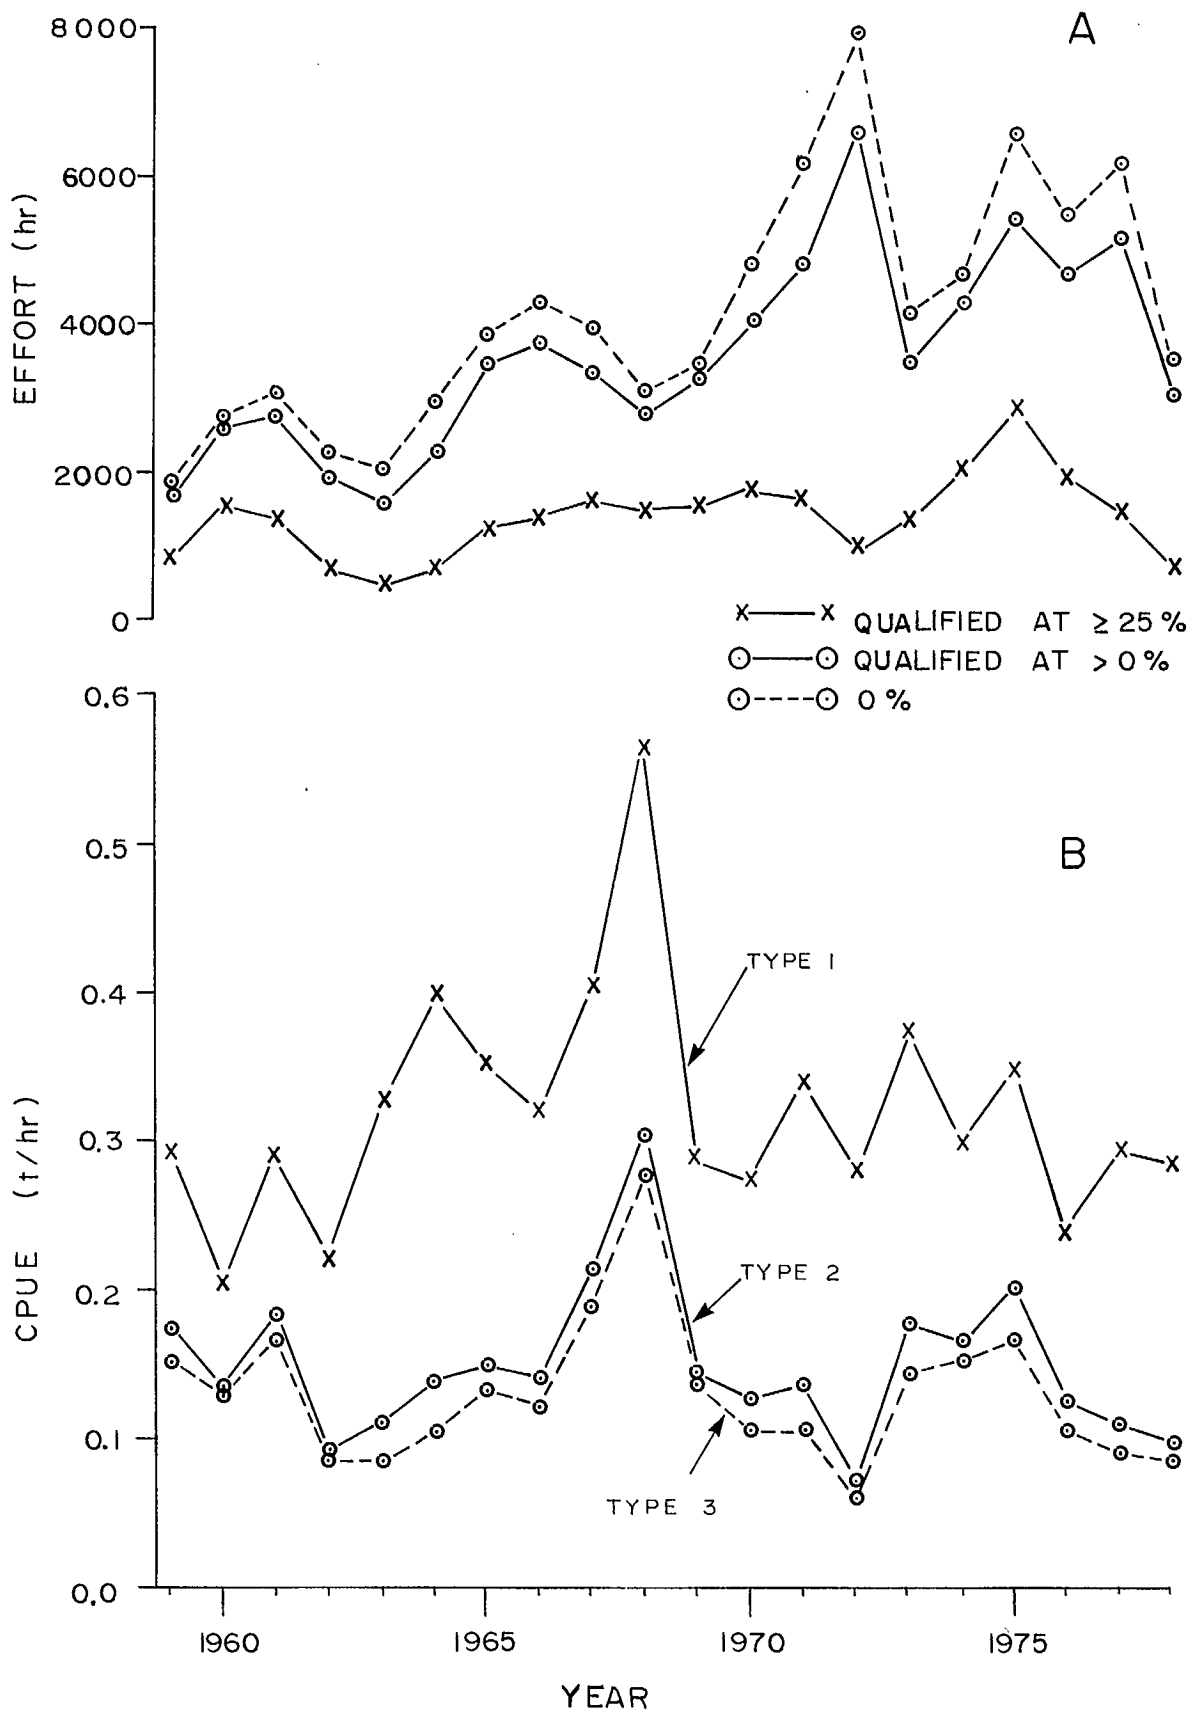 A
8000
6000
4000
2000
0
EFFORT (hr)
X——X QUALIFIED AT ≥ 25 %
⊙——⊙ QUALIFIED AT > 0 %
⊙----⊙ 0 %
B
0.6
0.5
0.4
0.3
0.2
0.1
0.0
CPUE (t/hr)
TYPE 1
TYPE 2
TYPE 3
1960 1965 1970 1975
YEAR